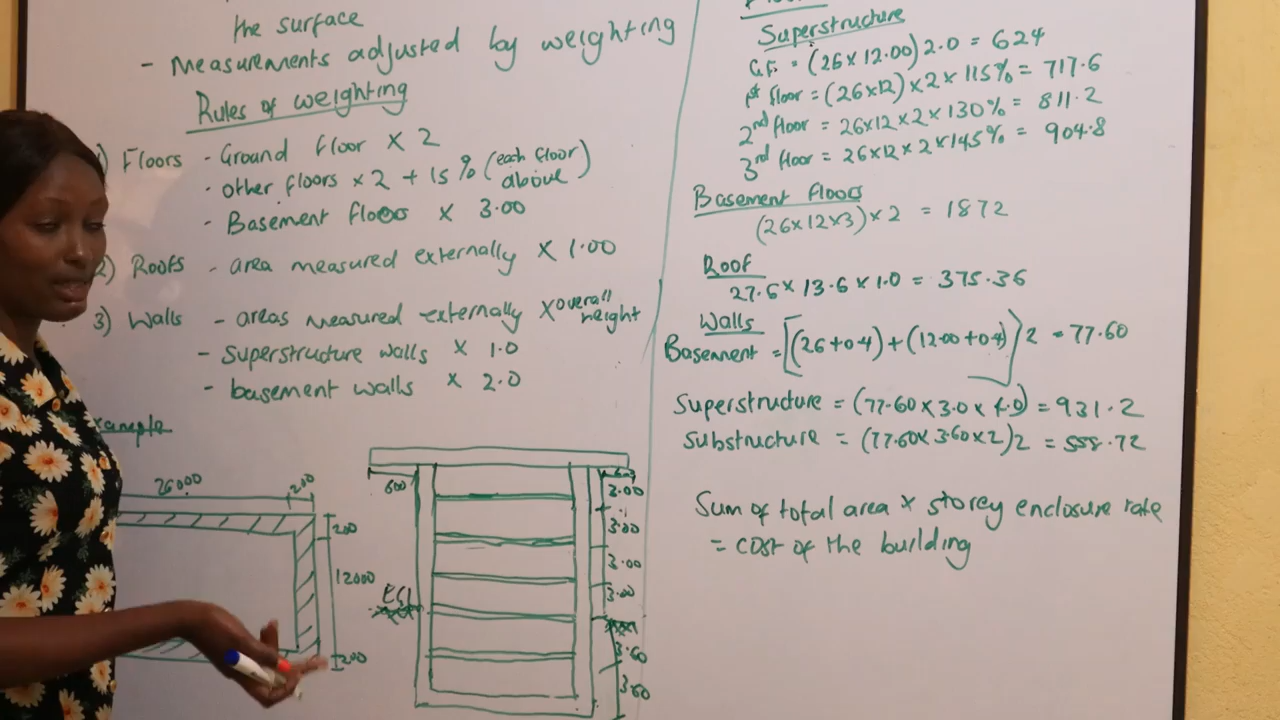 the surface
- Measurements adjusted by weighting
Rules of weighting
1) Floors - Ground floor x 2
- other floors x 2 + 15% (each floor above)
- Basement floors x 3.00
2) Roofs - area measured externally x 1.00
3) Walls - areas measured externally x overall height
- superstructure walls x 1.0
- basement walls x 2.0
Example
26000
200
200
12000
200
600
3.00
3.00
3.00
3.00
3.60
3.60
Superstructure
G.F. = (26 x 12.00) 2.0 = 624
1st floor = (26x12) x 2 x 115% = 717.6
2nd floor = 26x12 x 2 x 130% = 811.2
3rd floor = 26x12 x 2 x 145% = 904.8
Basement floors
(26x12x3) x 2 = 1872
Roof
27.6 x 13.6 x 1.0 = 375.36
Walls
Basement = [(26+0.4) + (12.00+0.4)] 2 = 77.60
Superstructure = (77.60 x 3.0 x 4.0) = 931.2
substructure = (77.60 x 3.60 x 2) 2 = 558.72
Sum of total area x storey enclosure rate
= cost of the building